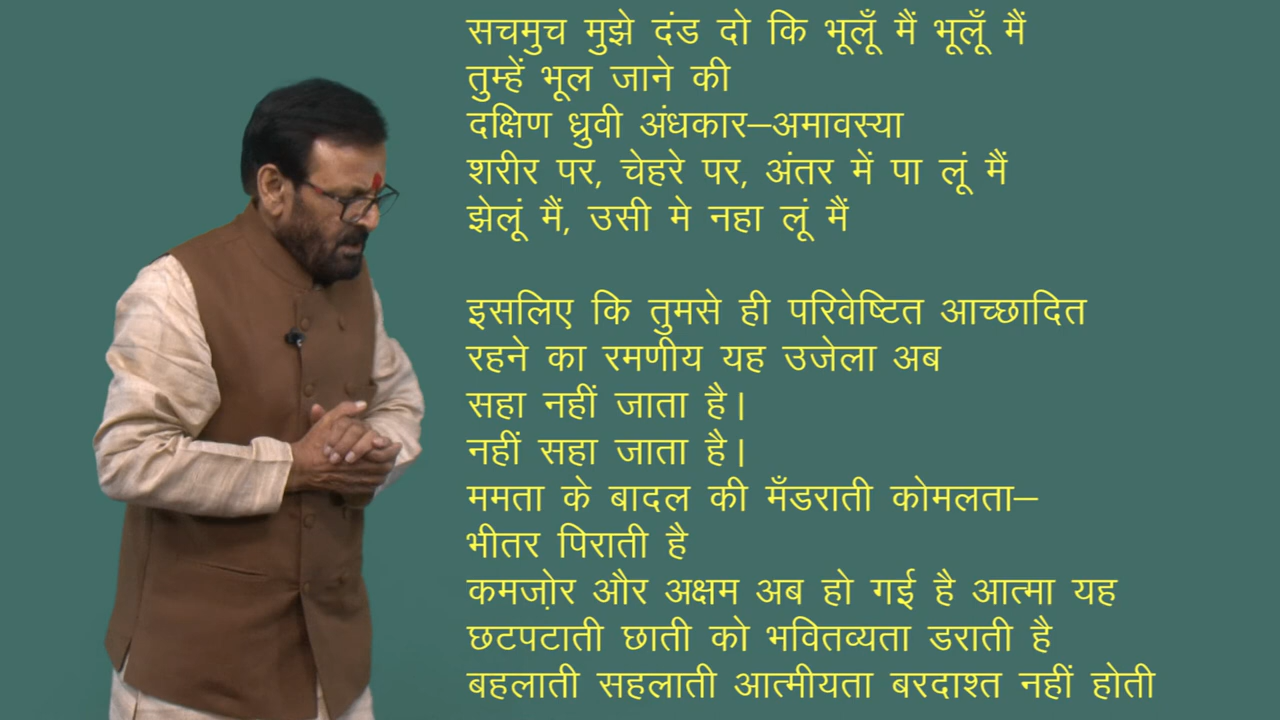 सचमुच मुझे दंड दो कि भूलूँ मैं भूलूँ मैं
तुम्हें भूल जाने की
दक्षिण ध्रुवी अंधकार–अमावस्या
शरीर पर, चेहरे पर, अंतर में पा लूं मैं
झेलूं मैं, उसी मे नहा लूं मैं
इसलिए कि तुमसे ही परिवेष्टित आच्छादित
रहने का रमणीय यह उजेला अब
सहा नहीं जाता है।
नहीं सहा जाता है।
ममता के बादल की मँडराती कोमलता–
भीतर पिराती है
कमजो़र और अक्षम अब हो गई है आत्मा यह
छटपटाती छाती को भवितव्यता डराती है
बहलाती सहलाती आत्मीयता बरदाश्त नहीं होती